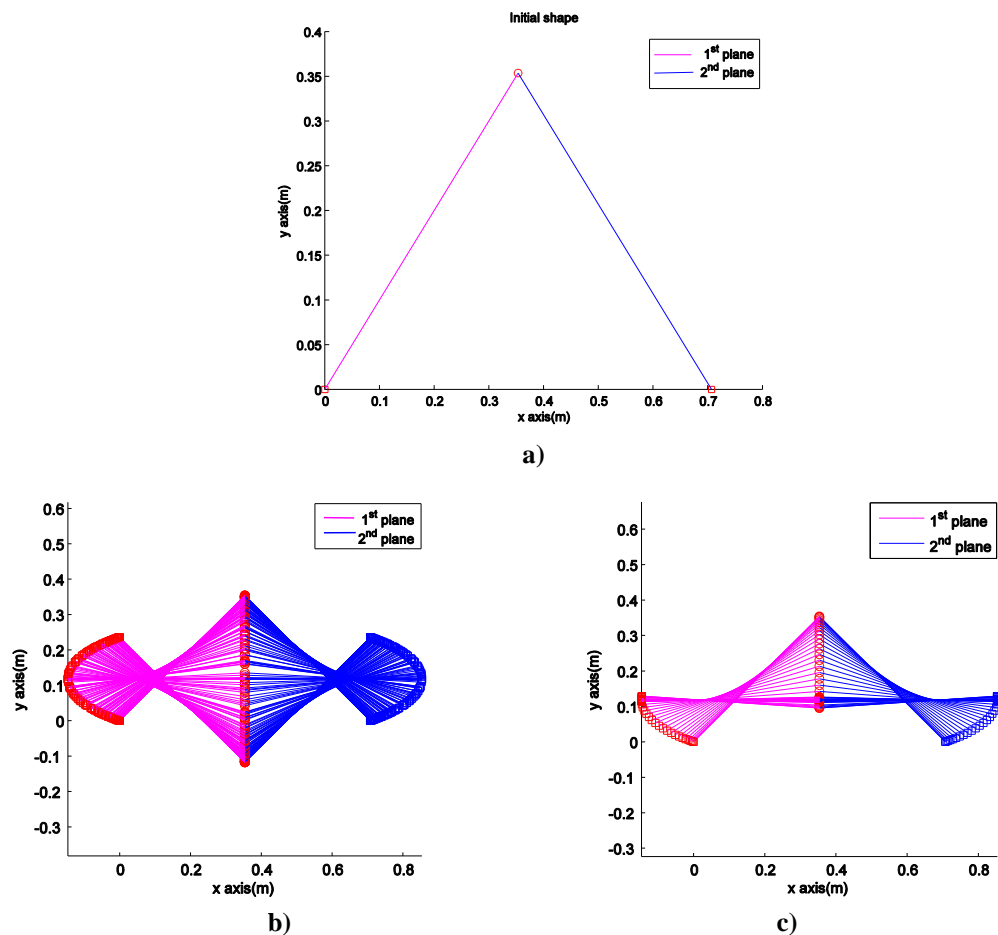 Initial shape
0.4
0.35
0.3
0.25
0.2
0.15
0.1
0.05
0
y axis(m)
1st plane
2nd plane
0 0.1 0.2 0.3 0.4 0.5 0.6 0.7 0.8
x axis(m)
a)
0.6
0.5
0.4
0.3
0.2
0.1
0
-0.1
-0.2
-0.3
y axis(m)
1st plane
2nd plane
0 0.2 0.4 0.6 0.8
x axis(m)
b)
0.6
0.5
0.4
0.3
0.2
0.1
0
-0.1
-0.2
-0.3
y axis(m)
1st plane
2nd plane
0 0.2 0.4 0.6 0.8
x axis(m)
c)